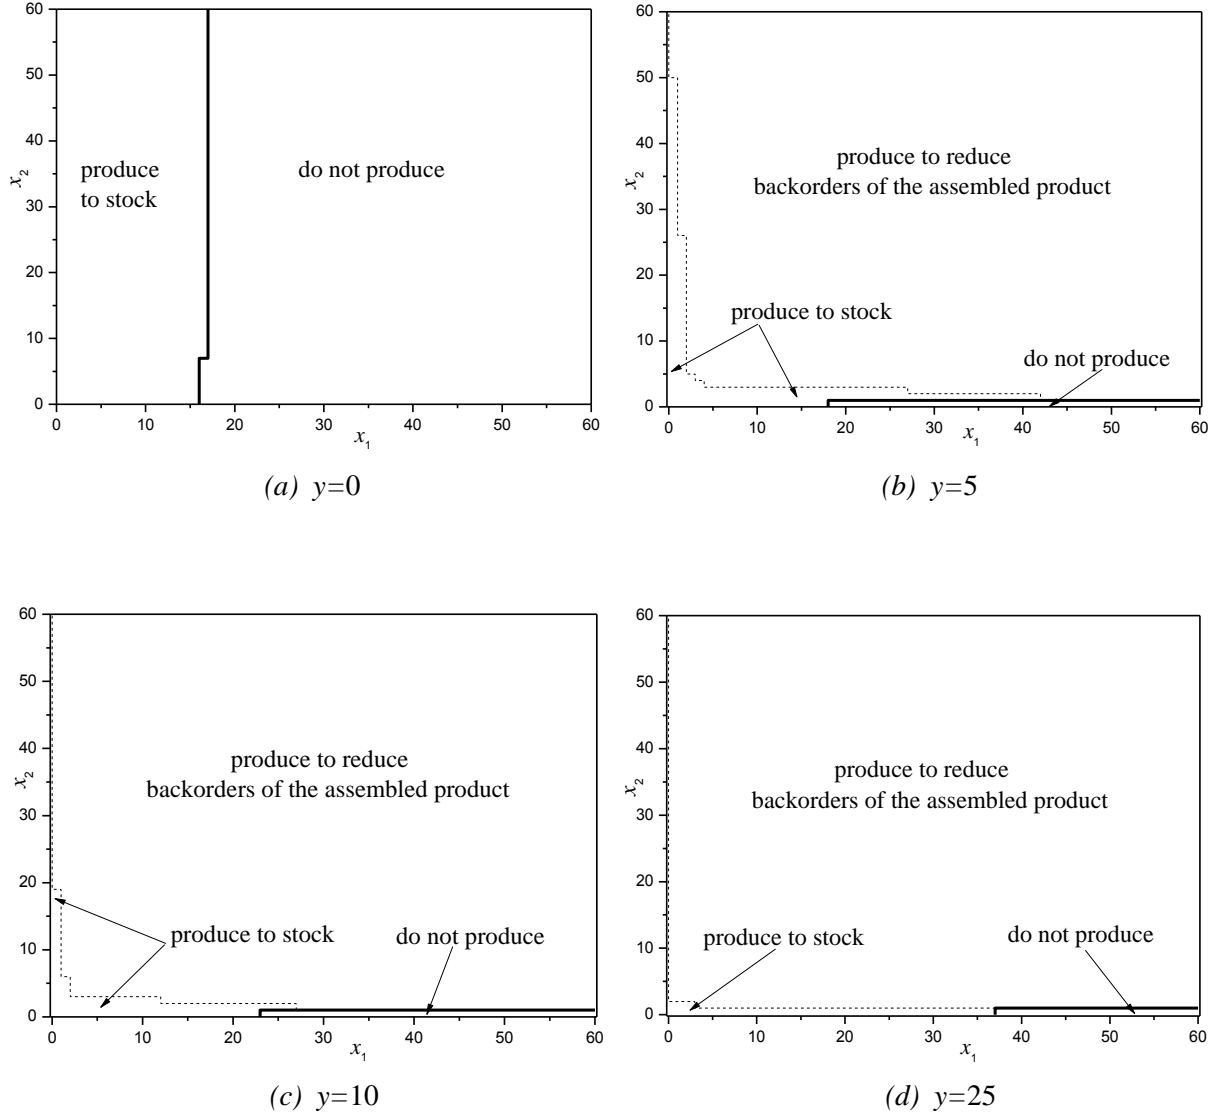 60
50
40
30
20
10
0
x2
produce
to stock
do not produce
0 10 20 30 40 50 60
x1
(a) y=0
60
50
40
30
20
10
0
x2
produce to reduce
backorders of the assembled product
produce to stock
do not produce
0 10 20 30 40 50 60
x1
(b) y=5
60
50
40
30
20
10
0
x2
produce to reduce
backorders of the assembled product
produce to stock
do not produce
0 10 20 30 40 50 60
x1
(c) y=10
60
50
40
30
20
10
0
x2
produce to reduce
backorders of the assembled product
produce to stock
do not produce
0 10 20 30 40 50 60
x1
(d) y=25